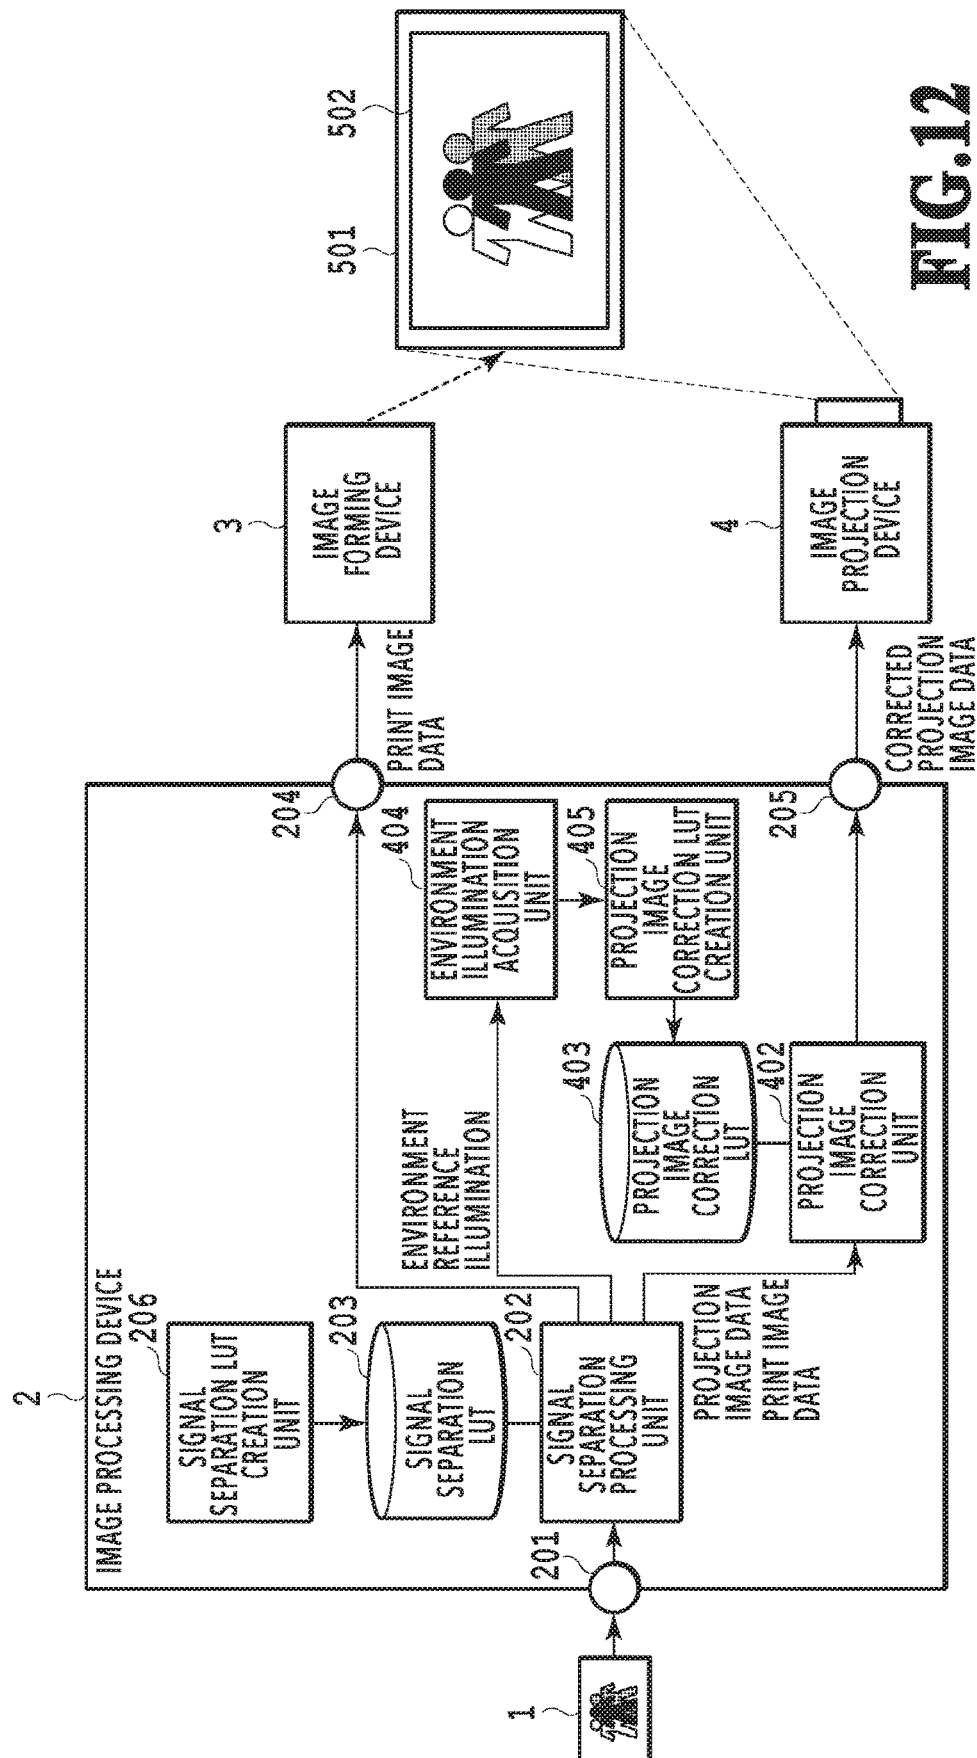 2
IMAGE PROCESSING DEVICE
206
SIGNAL
SEPARATION LUT
CREATION
UNIT
203
SIGNAL
SEPARATION
LUT
202
SIGNAL
SEPARATION
PROCESSING
UNIT
201
1
ENVIRONMENT
REFERENCE
ILLUMINATION
PROJECTION
IMAGE DATA
PRINT IMAGE
DATA
204
404
ENVIRONMENT
ILLUMINATION
ACQUISITION
UNIT
405
PROJECTION
IMAGE
CORRECTION LUT
CREATION UNIT
403
PROJECTION
IMAGE
CORRECTION
LUT
402
PROJECTION
IMAGE
CORRECTION
UNIT
205
PRINT IMAGE
DATA
CORRECTED
PROJECTION
IMAGE DATA
3
IMAGE
FORMING
DEVICE
4
IMAGE
PROJECTION
DEVICE
501
502
FIG.12